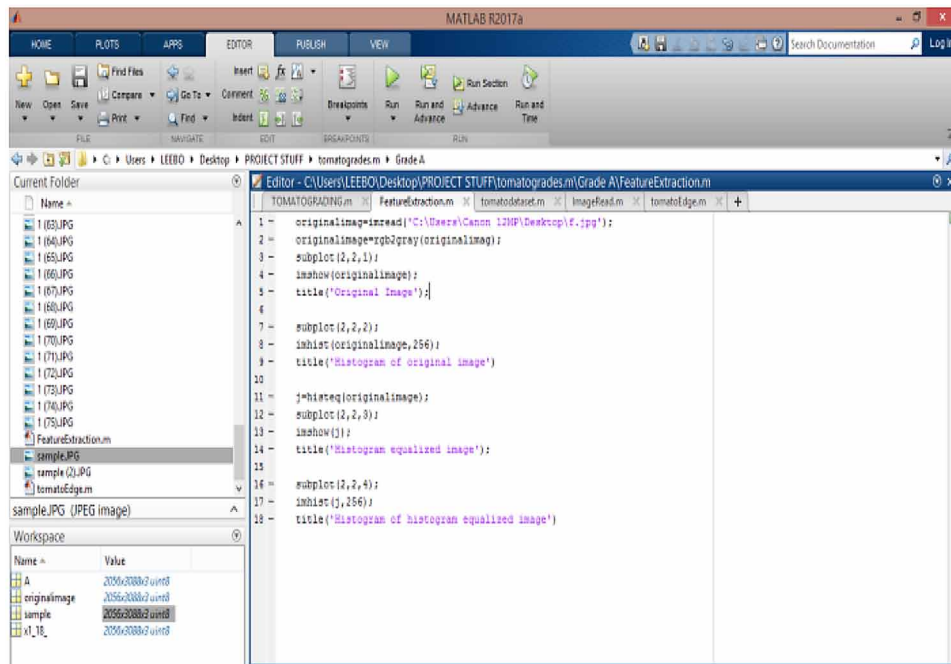 MATLAB R2017a
HOME PLOTS APPS EDITOR PUBLISH VIEW Search Documentation Log In
New Open Save Find Files Compare Print Go To Find Insert fx Comment Indent Breakpoints Run Run and Advance Run Section Advance Run and Time
FILE NAVIGATE EDIT BREAKPOINTS RUN
C: Users LEEBO Desktop PROJECT STUFF tomatogrades.m Grade A
Current Folder
Name
1 (63).JPG
1 (64).JPG
1 (65).JPG
1 (66).JPG
1 (67).JPG
1 (68).JPG
1 (69).JPG
1 (70).JPG
1 (71).JPG
1 (72).JPG
1 (73).JPG
1 (74).JPG
1 (75).JPG
FeatureExtraction.m
sample.JPG
sample (2).JPG
tomatoEdge.m
sample.JPG (JPEG image)
Workspace
Name Value
A 2056x3088x3 uint8
originalimage 2056x3088x3 uint8
sample 2056x3088x3 uint8
x1_18_ 2056x3088x3 uint8
Editor - C:\Users\LEEBO\Desktop\PROJECT STUFF\tomatogrades.m\Grade A\FeatureExtraction.m
TOMATOGRADING.m FeatureExtraction.m tomatodataset.m ImageRead.m tomatoEdge.m +
1 - originalimag=imread('C:\Users\Canon 12MP\Desktop\f.jpg');
2 - originalimage=rgb2gray(originalimag);
3 - subplot(2,2,1);
4 - imshow(originalimage);
5 - title('Original Image');
6
7 - subplot(2,2,2);
8 - imhist(originalimage,256);
9 - title('Histogram of original image')
10
11 - j=histeq(originalimage);
12 - subplot(2,2,3);
13 - imshow(j);
14 - title('Histogram equalized image');
15
16 - subplot(2,2,4);
17 - imhist(j,256);
18 - title('Histogram of histogram equalized image')